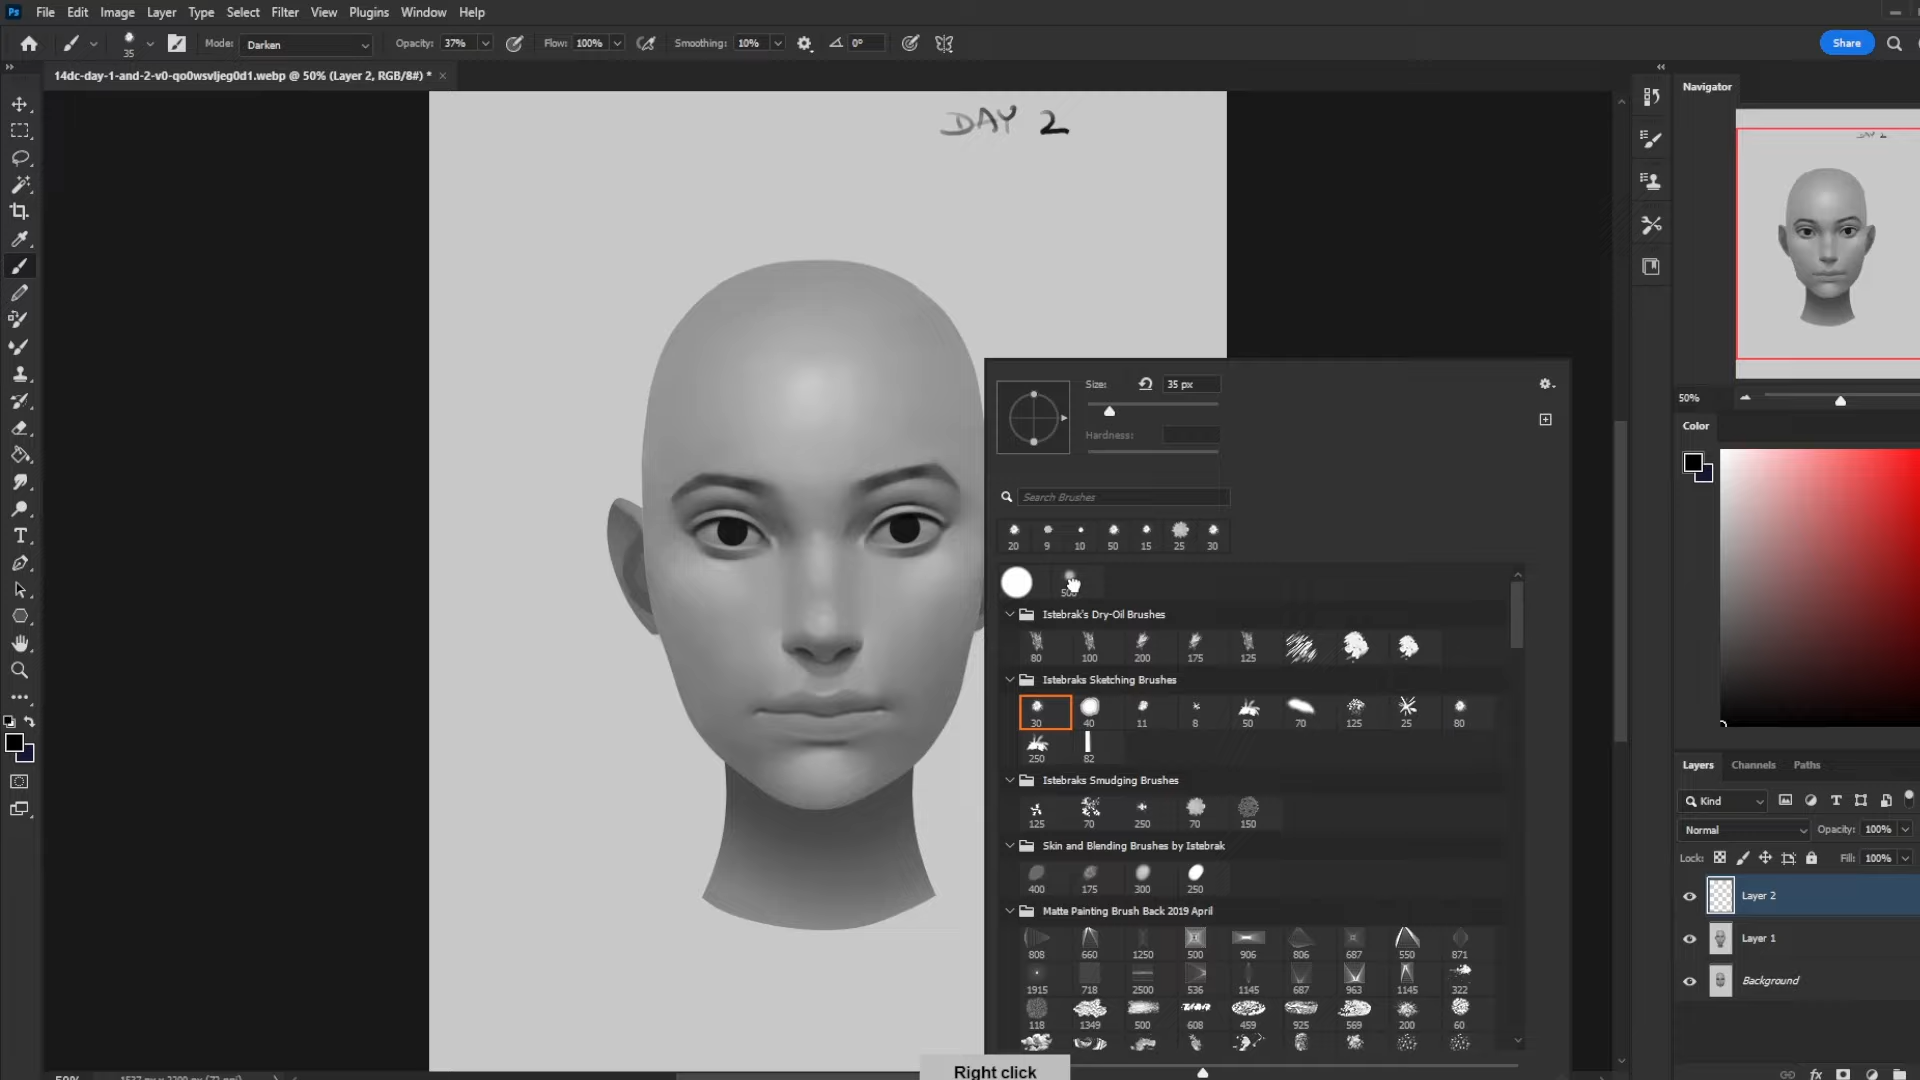 Ps File Edit Image Layer Type Select Filter View Plugins Window Help
35 Mode: Darken Opacity: 37% Flow: 100% Smoothing: 10% 0° Share
14dc-day-1-and-2-v0-qo0wsvljeg0d1.webp @ 50% (Layer 2, RGB/8#) * ×
DAY 2
Navigator
50%
Size: 35 px
Hardness:
Search Brushes
20 9 10 50 15 25 30
500
Istebrak's Dry-Oil Brushes
80 100 200 175 125
Istebraks Sketching Brushes
30 40 11 8 50 70 125 25 80
250 82
Istebraks Smudging Brushes
125 70 250 70 150
Skin and Blending Brushes by Istebrak
400 175 300 250
Matte Painting Brush Back 2019 April
808 660 1250 500 906 806 687 550 871
1915 718 2500 536 1145 687 963 1145 322
118 1349 500 608 459 925 569 200 60
Color
Layers Channels Paths
Kind
Normal Opacity: 100%
Lock: Fill: 100%
Layer 2
Layer 1
Background
Right click